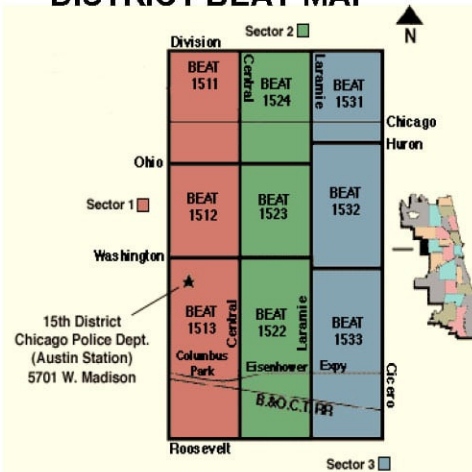 DISTRICT BEAT MAP
Sector 2
N
Division
BEAT
1511
Central
BEAT
1524
Laramie
BEAT
1531
Chicago
Huron
Ohio
Sector 1
BEAT
1512
BEAT
1523
BEAT
1532
Washington
15th District
Chicago Police Dept.
(Austin Station)
5701 W. Madison
BEAT
1513
Central
BEAT
1522
Laramie
BEAT
1533
Columbus
Park
Eisenhower Expy
Cicero
B.&O.C.T. RR
Roosevelt
Sector 3